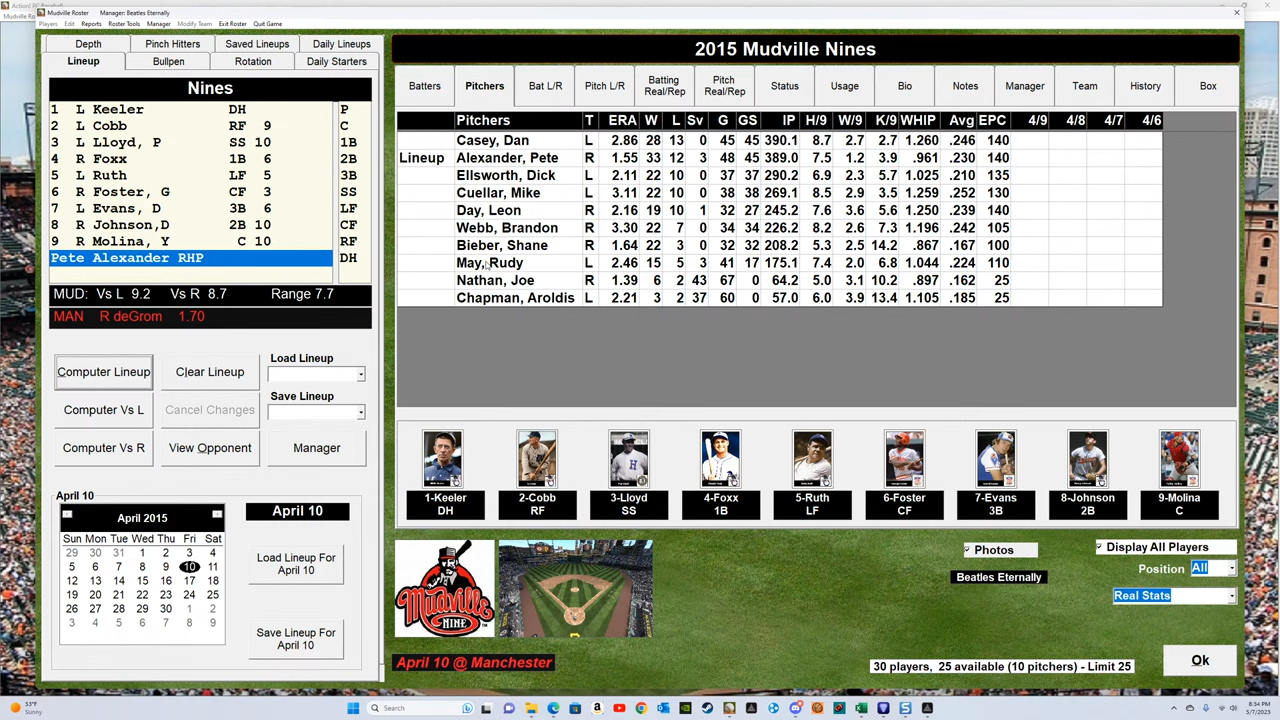 Mudville Roster Manager: Beatles Eternally
Players Edit Reports Roster Tools Manager Modify Team Exit Roster Quit Game
Depth Pinch Hitters Saved Lineups Daily Lineups
Lineup Bullpen Rotation Daily Starters
Nines
1 L Keeler DH P
2 L Cobb RF 9 C
3 L Lloyd, P SS 10 1B
4 R Foxx 1B 6 2B
5 L Ruth LF 5 3B
6 R Foster, G CF 3 SS
7 L Evans, D 3B 6 LF
8 L Johnson,D 2B 10 CF
9 R Molina, Y C 10 RF
Pete Alexander RHP DH
MUD: Vs L 9.2 Vs R 8.7 Range 7.7
MAN R deGrom 1.70
Load Lineup
Computer Lineup Clear Lineup
Save Lineup
Computer Vs L Cancel Changes
Computer Vs R View Opponent Manager
April 10
April 2015 April 10
Sun Mon Tue Wed Thu Fri Sat
29 30 31 1 2 3 4
5 6 7 8 9 10 11
12 13 14 15 16 17 18
19 20 21 22 23 24 25
26 27 28 29 30 1 2
3 4 5 6 7 8 9
Load Lineup For
April 10
Save Lineup For
April 10
2015 Mudville Nines
Batters Pitchers Bat L/R Pitch L/R Batting Real/Rep Pitch Real/Rep Status Usage Bio Notes Manager Team History Box
Pitchers T ERA W L Sv G GS IP H/9 W/9 K/9 WHIP Avg EPC 4/9 4/8 4/7 4/6
Casey, Dan L 2.86 28 13 0 45 45 390.1 8.7 2.7 2.7 1.260 .246 140
Lineup Alexander, Pete R 1.55 33 12 3 48 45 389.0 7.5 1.2 3.9 .961 .230 140
Ellsworth, Dick L 2.11 22 10 0 37 37 290.2 6.9 2.3 5.7 1.025 .210 135
Cuellar, Mike L 3.11 22 10 0 38 38 269.1 8.5 2.9 3.5 1.259 .252 130
Day, Leon R 2.16 19 10 1 32 27 245.2 7.6 3.6 5.6 1.250 .239 140
Webb, Brandon R 3.30 22 7 0 34 34 226.2 8.2 2.6 7.3 1.196 .242 105
Bieber, Shane R 1.64 22 3 0 32 32 208.2 5.3 2.5 14.2 .867 .167 100
May, Rudy L 2.46 15 5 3 41 17 175.1 7.4 2.0 6.8 1.044 .224 110
Nathan, Joe R 1.39 6 2 43 67 0 64.2 5.0 3.1 10.2 .897 .162 25
Chapman, Aroldis L 2.21 3 2 37 60 0 57.0 6.0 3.9 13.4 1.105 .185 25
1-Keeler 2-Cobb 3-Lloyd 4-Foxx 5-Ruth 6-Foster 7-Evans 8-Johnson 9-Molina
DH RF SS 1B LF CF 3B 2B C
MUDVILLE
NINE
Photos Display All Players
Position All
Beatles Eternally
Real Stats
April 10 @ Manchester
30 players, 25 available (10 pitchers) - Limit 25
Ok
53°F
Sunny
Search
8:34 PM
5/7/2023